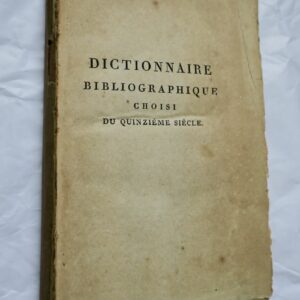 DICTIONNAIRE
BIBLIOGRAPHIQUE
CHOISI
DU QUINZIÈME SIÈCLE.